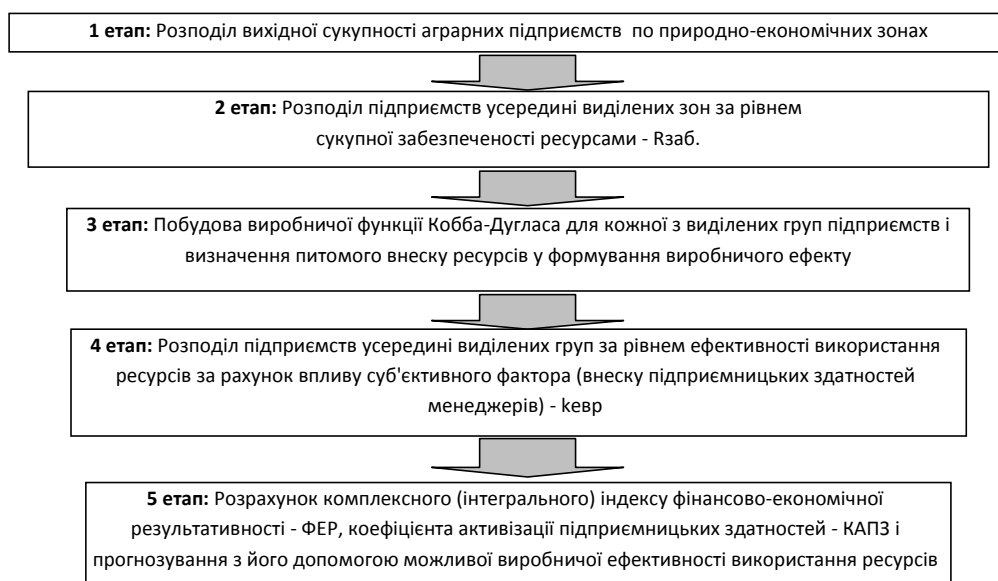 1 етап: Розподіл вихідної сукупності аграрних підприємств по природно-економічних зонах
2 етап: Розподіл підприємств усередині виділених зон за рівнем
сукупної забезпеченості ресурсами - Rзаб.
3 етап: Побудова виробничої функції Кобба-Дугласа для кожної з виділених груп підприємств і
визначення питомого внеску ресурсів у формування виробничого ефекту
4 етап: Розподіл підприємств усередині виділених груп за рівнем ефективності використання
ресурсів за рахунок впливу суб'єктивного фактора (внеску підприємницьких здатностей
менеджерів) - kевр
5 етап: Розрахунок комплексного (інтегрального) індексу фінансово-економічної
результативності - ФЕР, коефіцієнта активізації підприємницьких здатностей - КАПЗ і
прогнозування з його допомогою можливої виробничої ефективності використання ресурсів